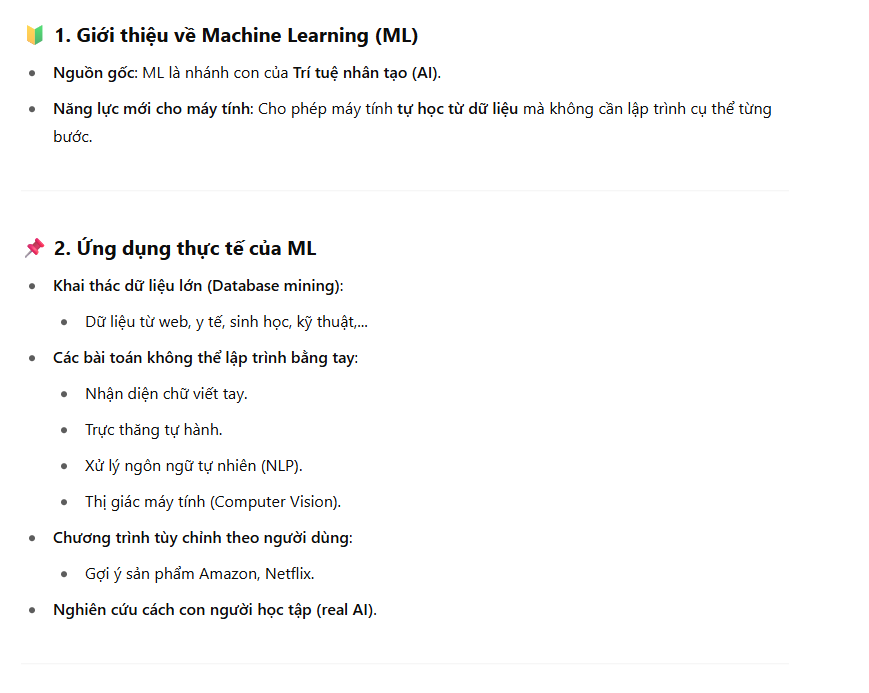 🔰 1. Giới thiệu về Machine Learning (ML)
• Nguồn gốc: ML là nhánh con của Trí tuệ nhân tạo (AI).
• Năng lực mới cho máy tính: Cho phép máy tính tự học từ dữ liệu mà không cần lập trình cụ thể từng
bước.
📌 2. Ứng dụng thực tế của ML
• Khai thác dữ liệu lớn (Database mining):
• Dữ liệu từ web, y tế, sinh học, kỹ thuật,...
• Các bài toán không thể lập trình bằng tay:
• Nhận diện chữ viết tay.
• Trực thăng tự hành.
• Xử lý ngôn ngữ tự nhiên (NLP).
• Thị giác máy tính (Computer Vision).
• Chương trình tùy chỉnh theo người dùng:
• Gợi ý sản phẩm Amazon, Netflix.
• Nghiên cứu cách con người học tập (real AI).